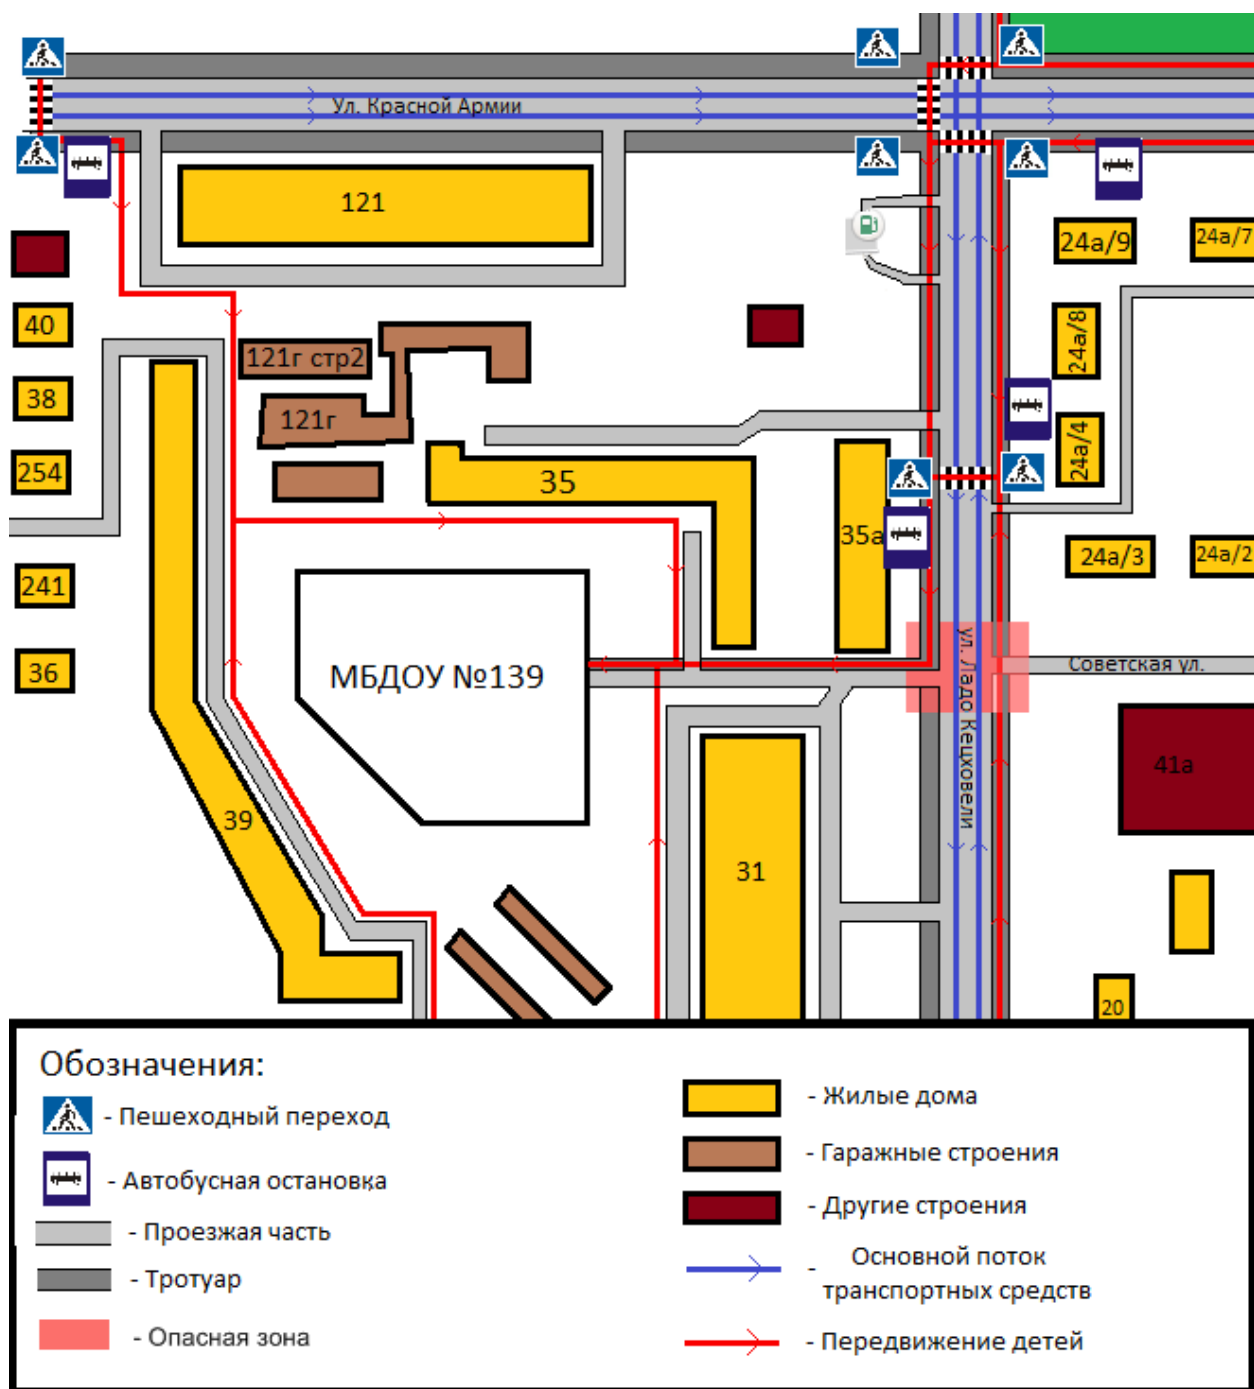 Ул. Красной Армии
121
24а/9
24а/7
40
121г стр2
24а/8
38
121г
24а/4
254
35
35а
24а/3
24а/2
241
36
МБДОУ №139
ул. Ладо Кецховели
Советская ул.
41а
39
31
20
Обозначения:
- Пешеходный переход
- Автобусная остановка
- Проезжая часть
- Тротуар
- Опасная зона
- Жилые дома
- Гаражные строения
- Другие строения
- Основной поток
транспортных средств
- Передвижение детей